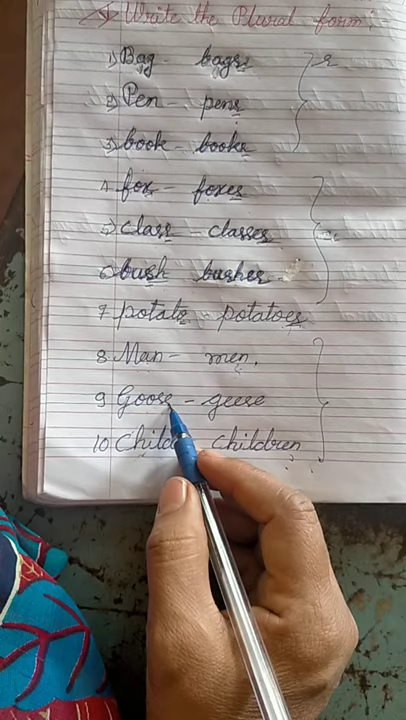 Write the Plural form:
1) Bag - bags
2) Pen - pens
3) book - books
4. fox - foxes
5) class - classes
6) bush bushes
7. potato - potatoes
8. Man - men.
9 Goose - geese
10 Child children